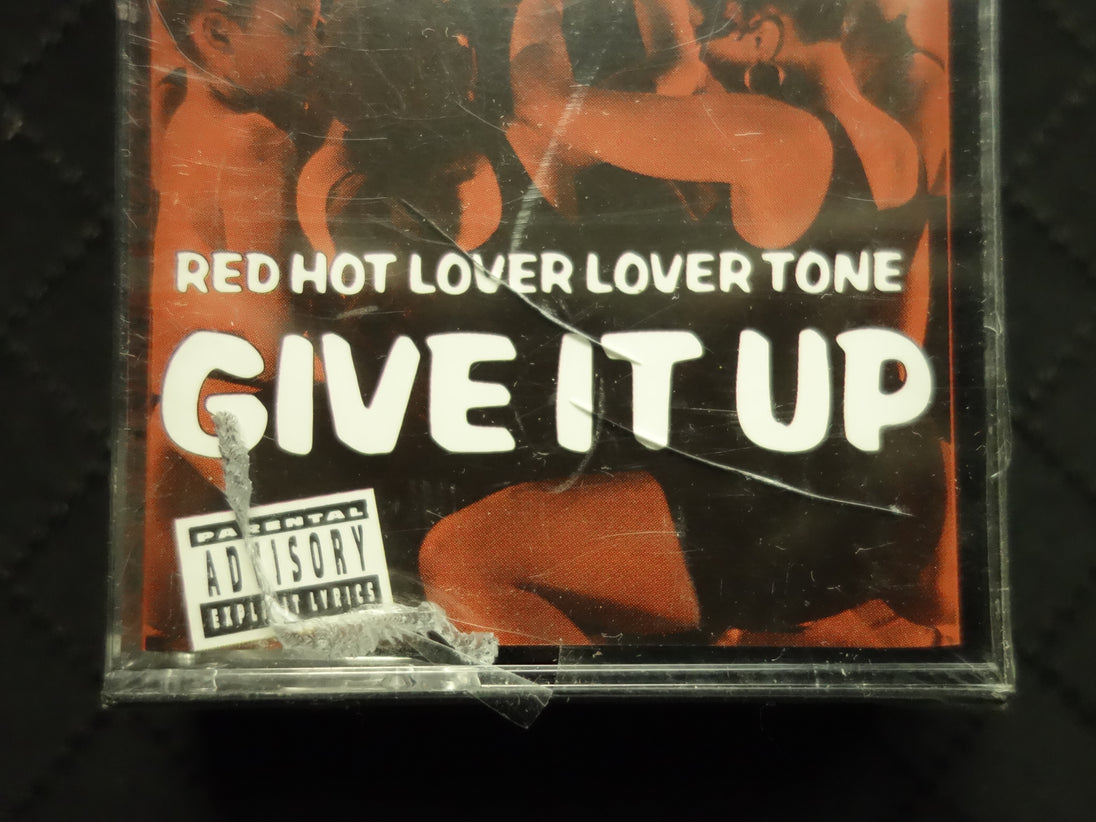 RED HOT LOVER LOVER TONE
GIVE IT UP
PARENTAL
ADVISORY
EXPLICIT LYRICS